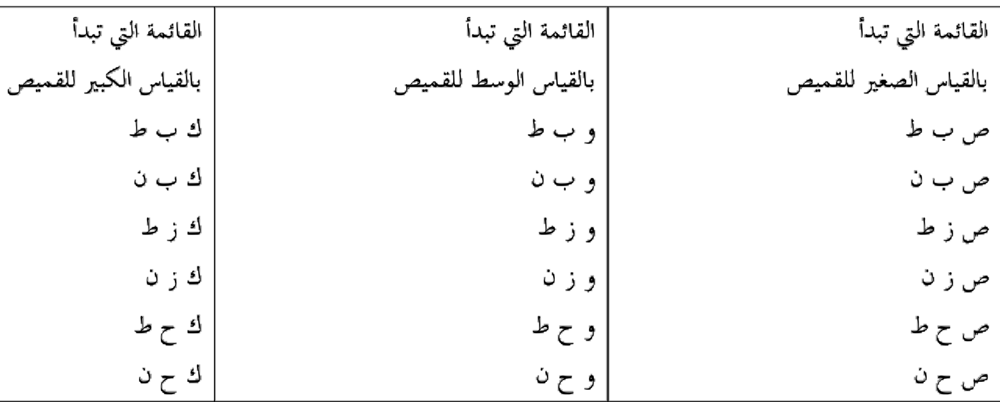 القائمة التي تبدأ
بالقياس الصغير للقميص
ص ب ط
ص ب ن
ص ز ط
ص ز ن
ص ح ط
ص ح ن
القائمة التي تبدأ
بالقياس الوسط للقميص
و ب ط
و ب ن
و ز ط
و ز ن
و ح ط
و ح ن
القائمة التي تبدأ
بالقياس الكبير للقميص
ك ب ط
ك ب ن
ك ز ط
ك ز ن
ك ح ط
ك ح ن